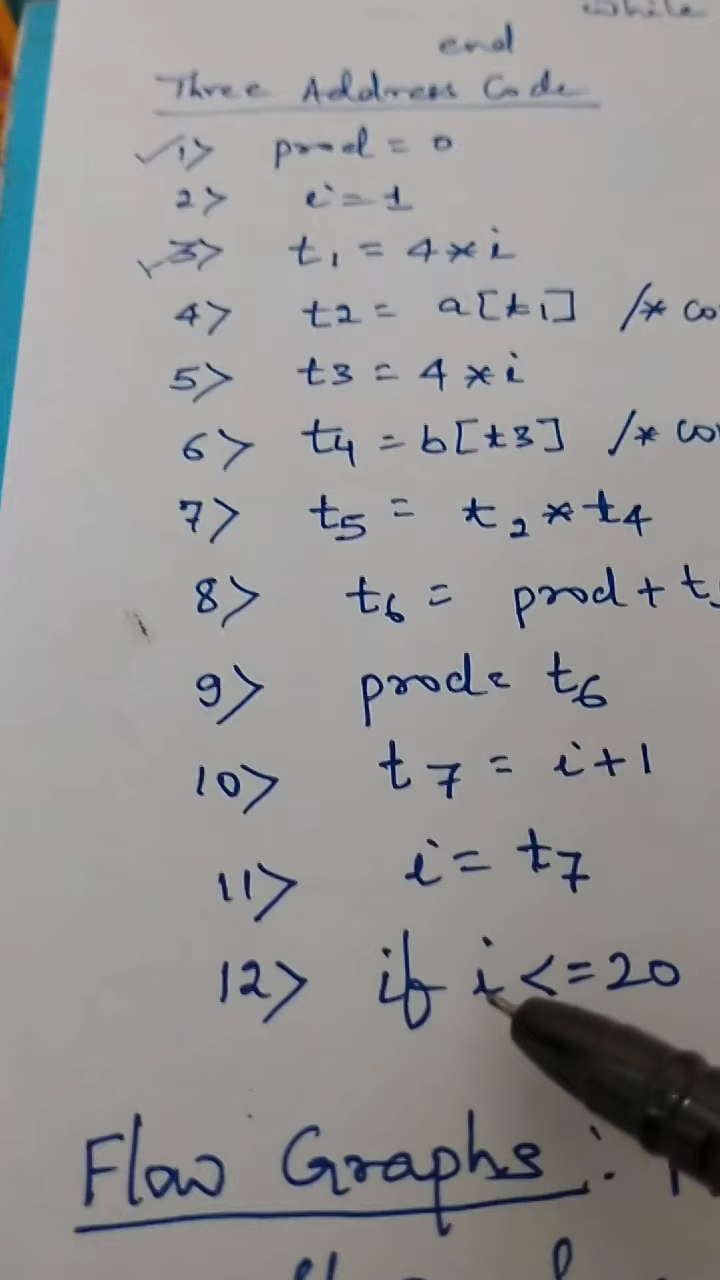 while
end
Three Address Code
1> prod = 0
2> i = 1
3> t1 = 4 * i
4> t2 = a[t1] /* co
5> t3 = 4 * i
6> t4 = b[t3] /* co
7> t5 = t2 * t4
8> t6 = prod + t5
9> prod = t6
10> t7 = i + 1
11> i = t7
12> if i <= 20
Flow Graphs :